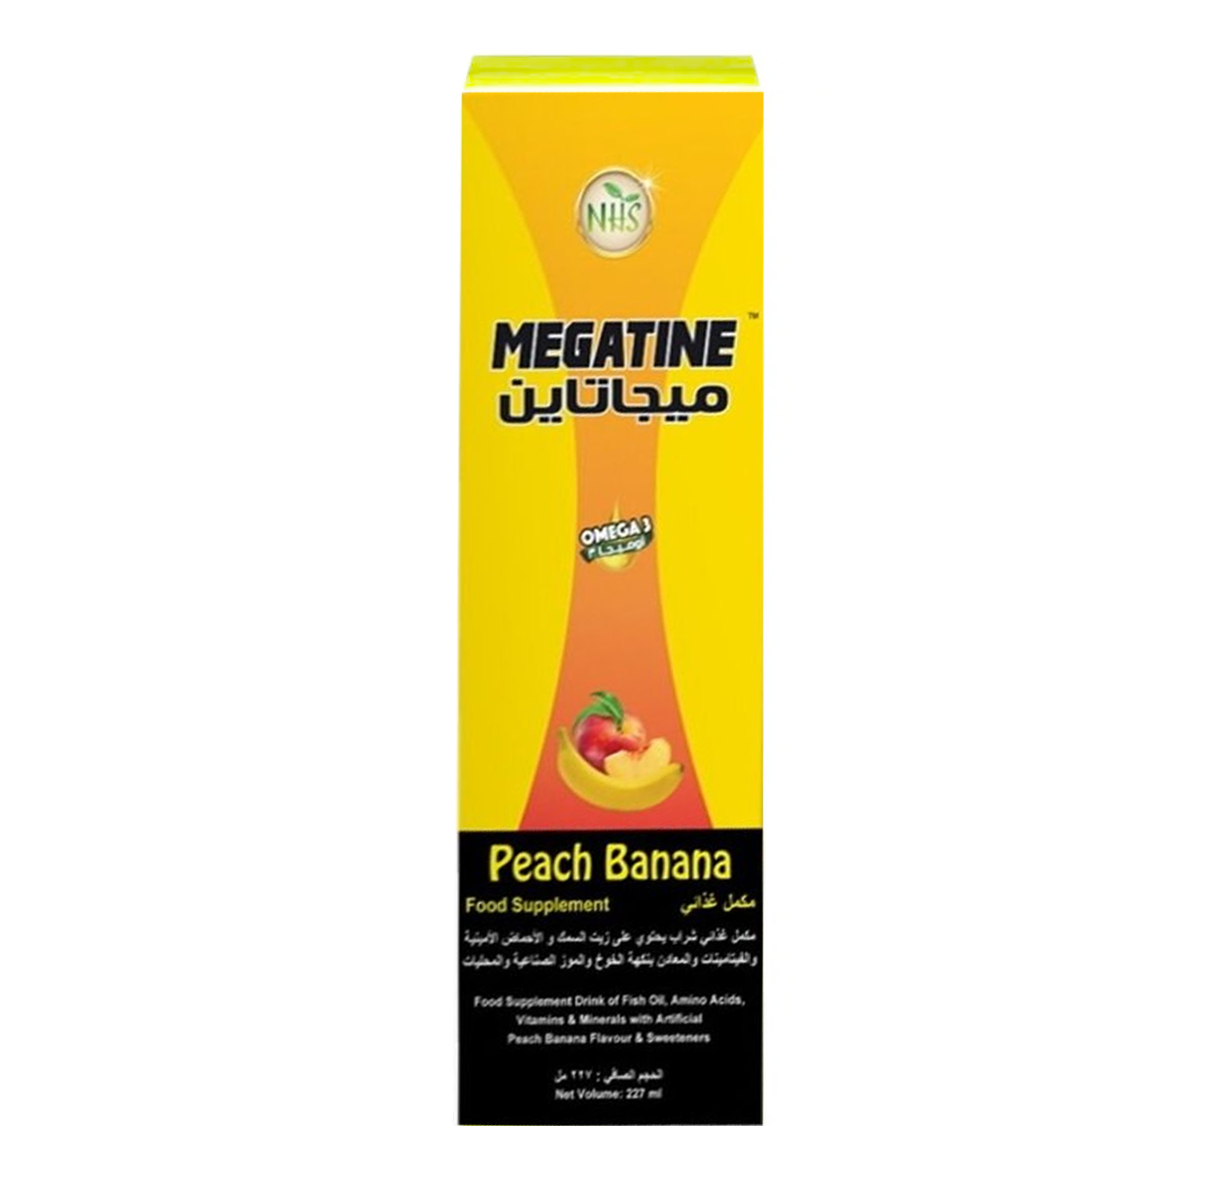 NHS
MEGATINE™
ميجاتاين
OMEGA 3
أوميجا ٣
Peach Banana
Food Supplement مكمل غذائي
مكمل غذائي شراب يحتوي على زيت السمك و الأحماض الأمينية
والفيتامينات والمعادن بنكهة الخوخ والموز الصناعية والمحليات
Food Supplement Drink of Fish Oil, Amino Acids,
Vitamins & Minerals with Artificial
Peach Banana Flavour & Sweeteners
الحجم الصافي : ٢٢٧ مل
Net Volume: 227 ml